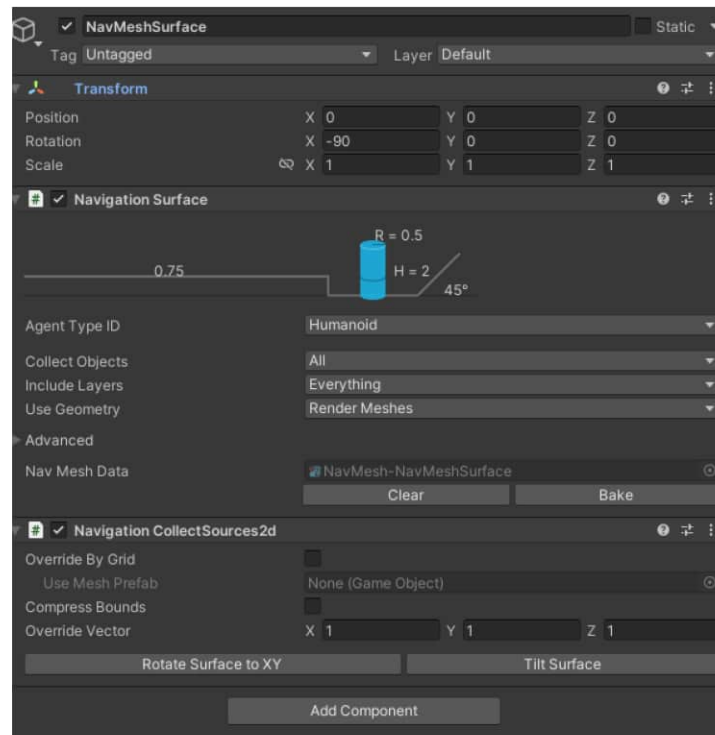 NavMeshSurface Static
Tag Untagged Layer Default
Transform
Position X 0 Y 0 Z 0
Rotation X -90 Y 0 Z 0
Scale X 1 Y 1 Z 1
# Navigation Surface
R = 0.5
0.75 H = 2
45°
Agent Type ID Humanoid
Collect Objects All
Include Layers Everything
Use Geometry Render Meshes
Advanced
Nav Mesh Data NavMesh-NavMeshSurface
Clear Bake
# Navigation CollectSources2d
Override By Grid
Use Mesh Prefab None (Game Object)
Compress Bounds
Override Vector X 1 Y 1 Z 1
Rotate Surface to XY Tilt Surface
Add Component